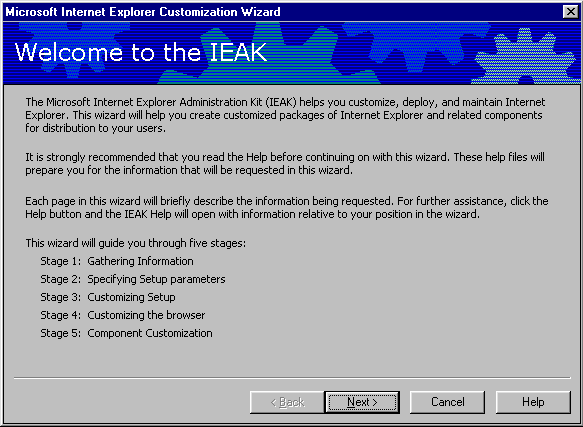 Microsoft Internet Explorer Customization Wizard
Welcome to the IEAK
The Microsoft Internet Explorer Administration Kit (IEAK) helps you customize, deploy, and maintain Internet
Explorer. This wizard will help you create customized packages of Internet Explorer and related components
for distribution to your users.
It is strongly recommended that you read the Help before continuing on with this wizard. These help files will
prepare you for the information that will be requested in this wizard.
Each page in this wizard will briefly describe the information being requested. For further assistance, click the
Help button and the IEAK Help will open with information relative to your position in the wizard.
This wizard will guide you through five stages:
Stage 1: Gathering Information
Stage 2: Specifying Setup parameters
Stage 3: Customizing Setup
Stage 4: Customizing the browser
Stage 5: Component Customization
< Back
Next >
Cancel
Help